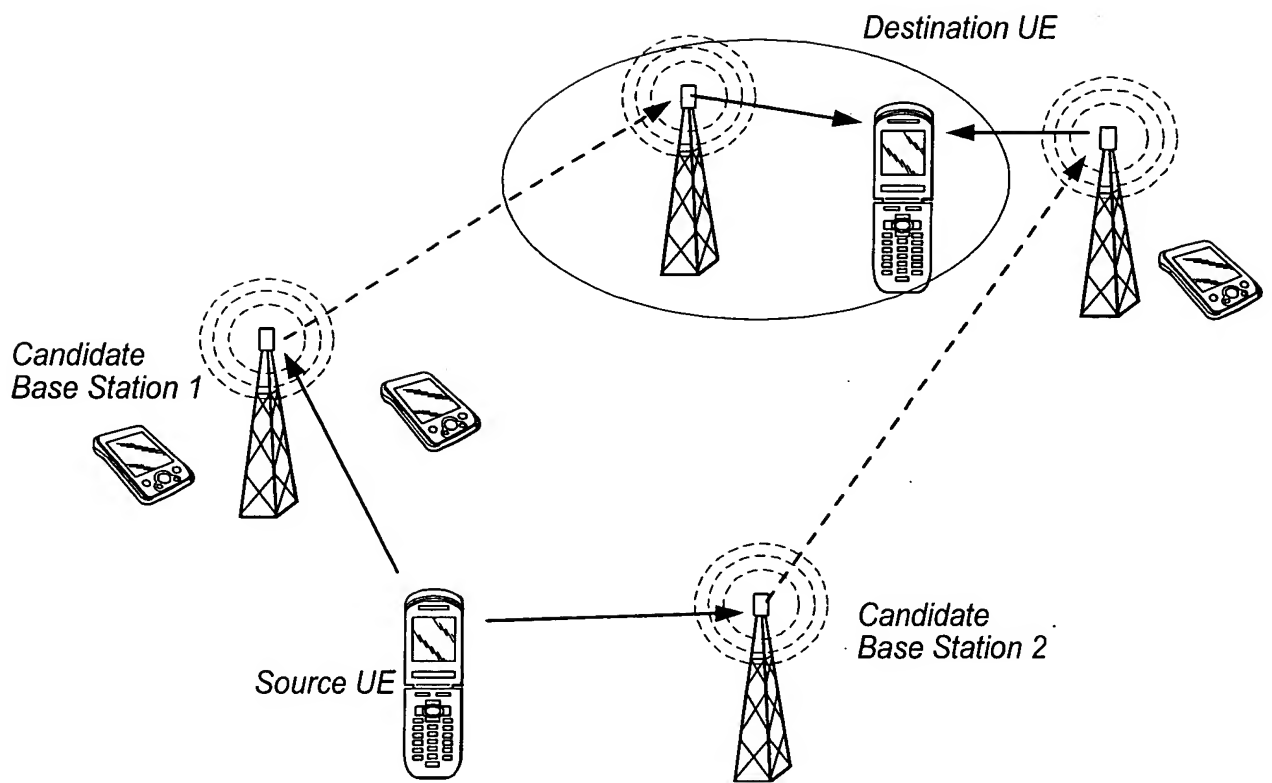 Destination UE
Candidate
Base Station 1
Candidate
Base Station 2
Source UE